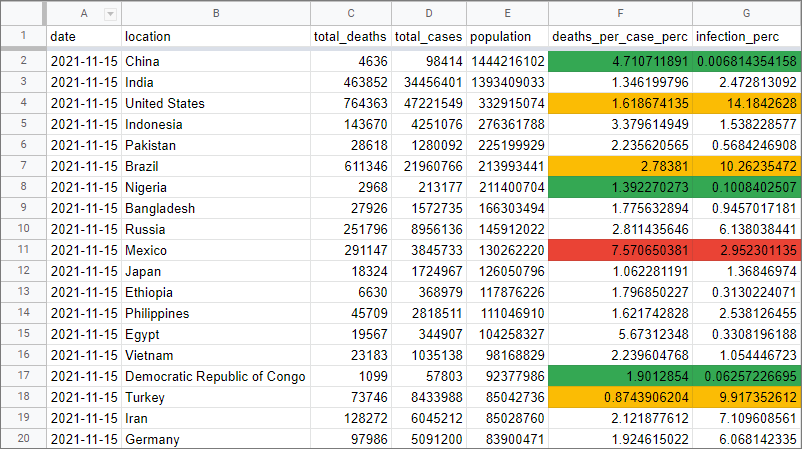 A B C D E F G
1 date location total_deaths total_cases population deaths_per_case_perc infection_perc
2 2021-11-15 China 4636 98414 1444216102 4.710711891 0.006814354158
3 2021-11-15 India 463852 34456401 1393409033 1.346199796 2.472813092
4 2021-11-15 United States 764363 47221549 332915074 1.618674135 14.1842628
5 2021-11-15 Indonesia 143670 4251076 276361788 3.379614949 1.538228577
6 2021-11-15 Pakistan 28618 1280092 225199929 2.235620565 0.5684246908
7 2021-11-15 Brazil 611346 21960766 213993441 2.78381 10.26235472
8 2021-11-15 Nigeria 2968 213177 211400704 1.392270273 0.1008402507
9 2021-11-15 Bangladesh 27926 1572735 166303494 1.775632894 0.9457017181
10 2021-11-15 Russia 251796 8956136 145912022 2.811435646 6.138038441
11 2021-11-15 Mexico 291147 3845733 130262220 7.570650381 2.952301135
12 2021-11-15 Japan 18324 1724967 126050796 1.062281191 1.36846974
13 2021-11-15 Ethiopia 6630 368979 117876226 1.796850227 0.3130224071
14 2021-11-15 Philippines 45709 2818511 111046910 1.621742828 2.538126455
15 2021-11-15 Egypt 19567 344907 104258327 5.67312348 0.3308196188
16 2021-11-15 Vietnam 23183 1035138 98168829 2.239604768 1.054446723
17 2021-11-15 Democratic Republic of Congo 1099 57803 92377986 1.9012854 0.06257226695
18 2021-11-15 Turkey 73746 8433988 85042736 0.8743906204 9.917352612
19 2021-11-15 Iran 128272 6045212 85028760 2.121877612 7.109608561
20 2021-11-15 Germany 97986 5091200 83900471 1.924615022 6.068142335